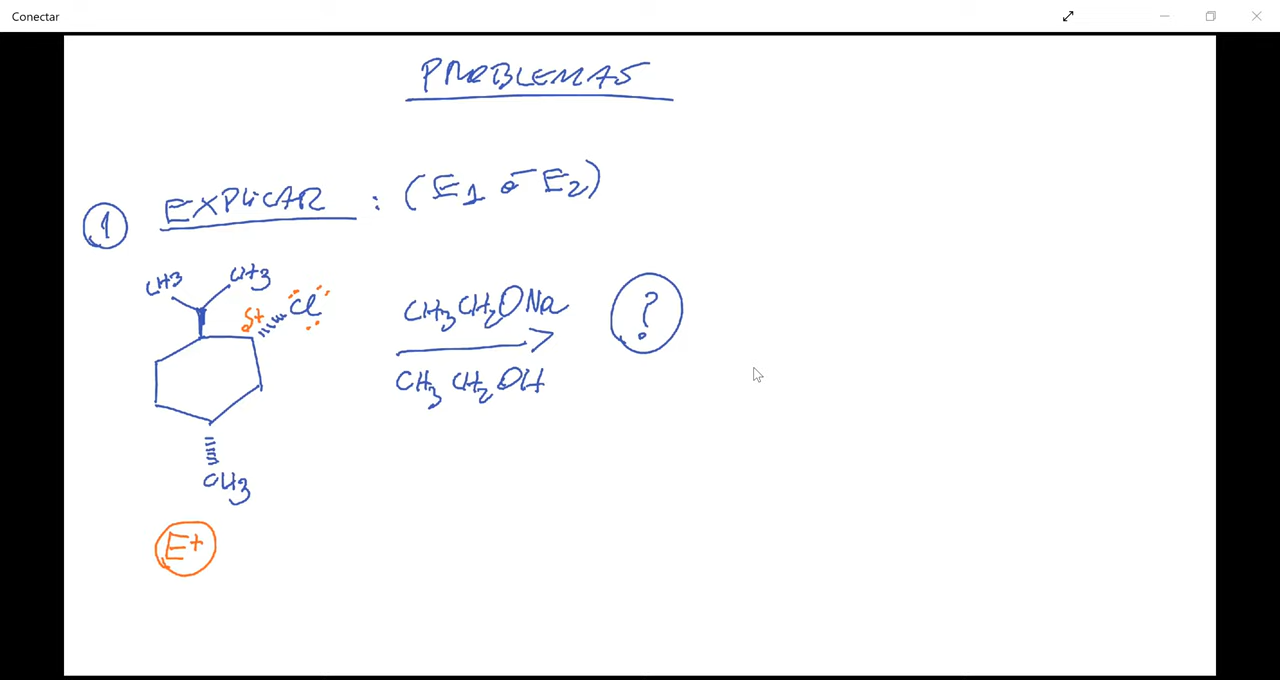 Conectar
PROBLEMAS
1 EXPLICAR : (E1 ó E2)
CH3 CH3
δ+ Cl
CH3CH2ONa
?
CH3CH2OH
CH3
E+